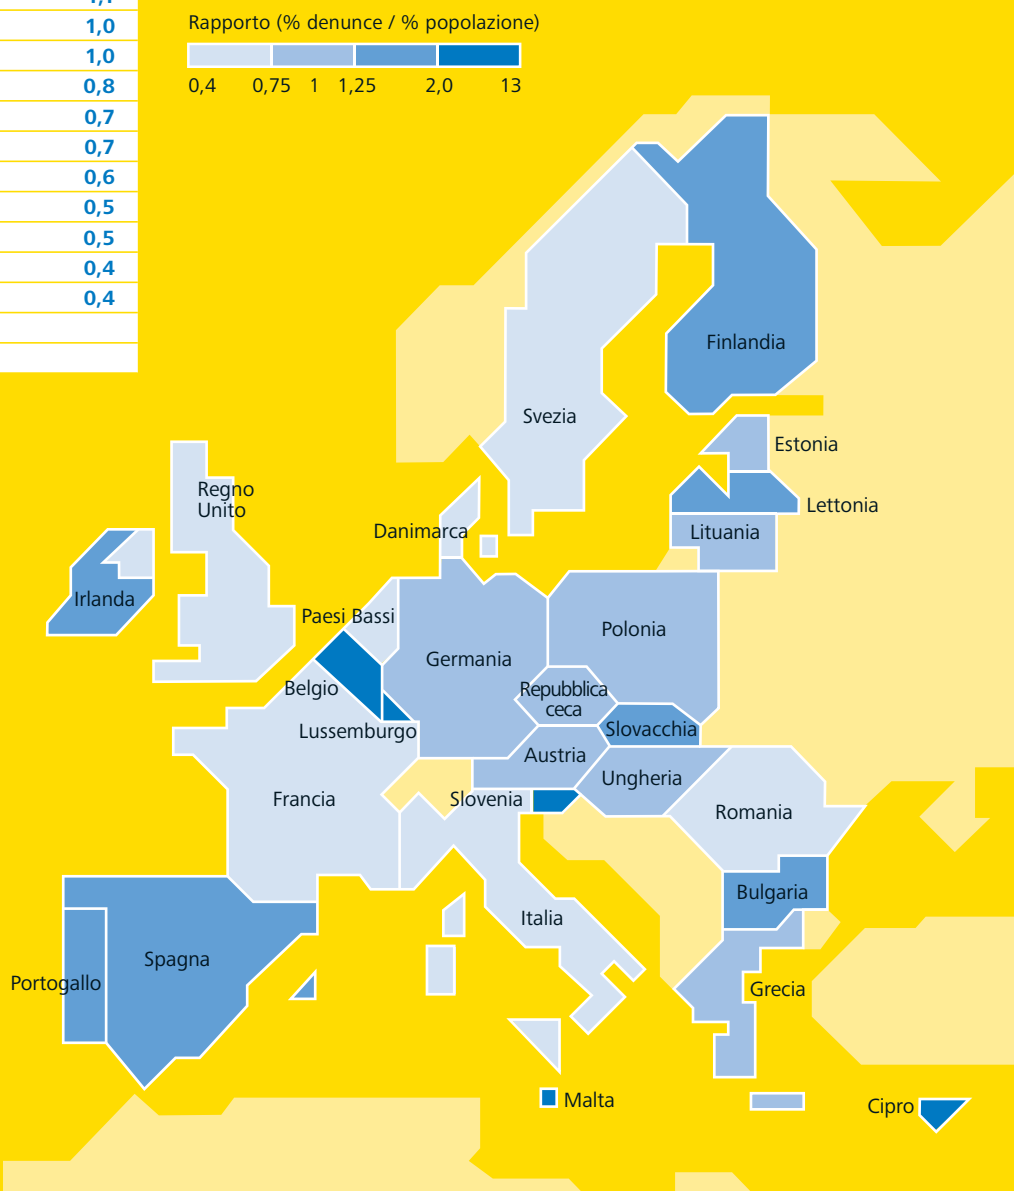 1,0
1,0
0,8
0,7
0,7
0,6
0,5
0,5
0,4
0,4
Rapporto (% denunce / % popolazione)
0,4 0,75 1 1,25 2,0 13
Finlandia
Svezia
Estonia
Lettonia
Lituania
Regno
Unito
Danimarca
Irlanda
Paesi Bassi
Polonia
Germania
Belgio
Repubblica
ceca
Lussemburgo
Slovacchia
Austria
Ungheria
Francia
Slovenia
Romania
Bulgaria
Italia
Spagna
Portogallo
Grecia
Malta
Cipro